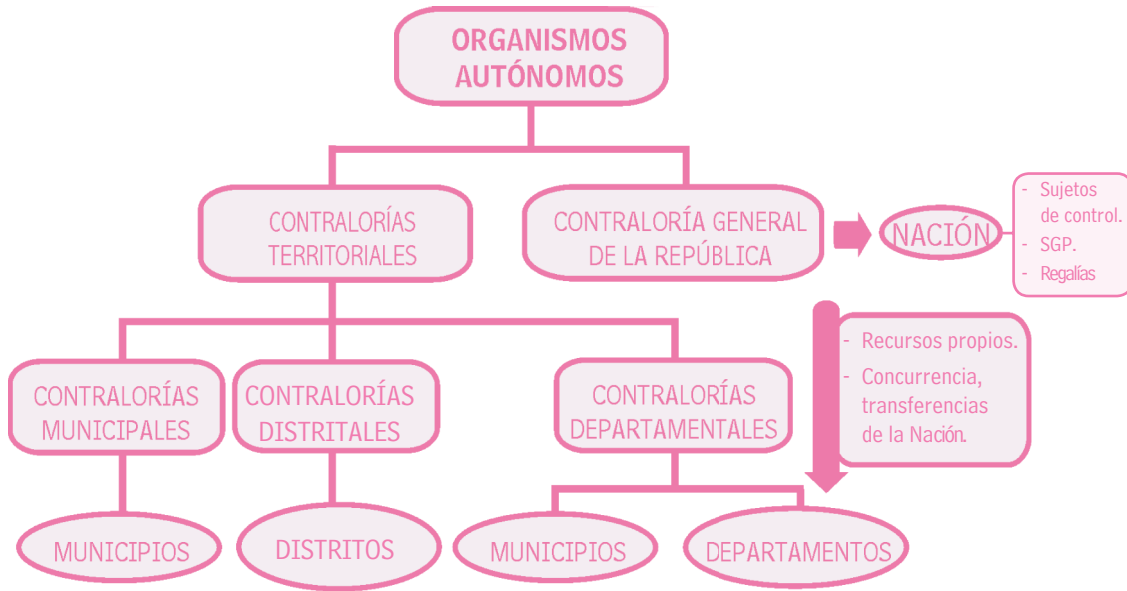 ORGANISMOS
AUTÓNOMOS
CONTRALORÍAS
TERRITORIALES
CONTRALORÍA GENERAL
DE LA REPÚBLICA
NACIÓN
- Sujetos
de control.
- SGP.
- Regalías
- Recursos propios.
- Concurrencia,
transferencias
de la Nación.
CONTRALORÍAS
MUNICIPALES
CONTRALORÍAS
DISTRITALES
CONTRALORÍAS
DEPARTAMENTALES
MUNICIPIOS
DISTRITOS
MUNICIPIOS
DEPARTAMENTOS